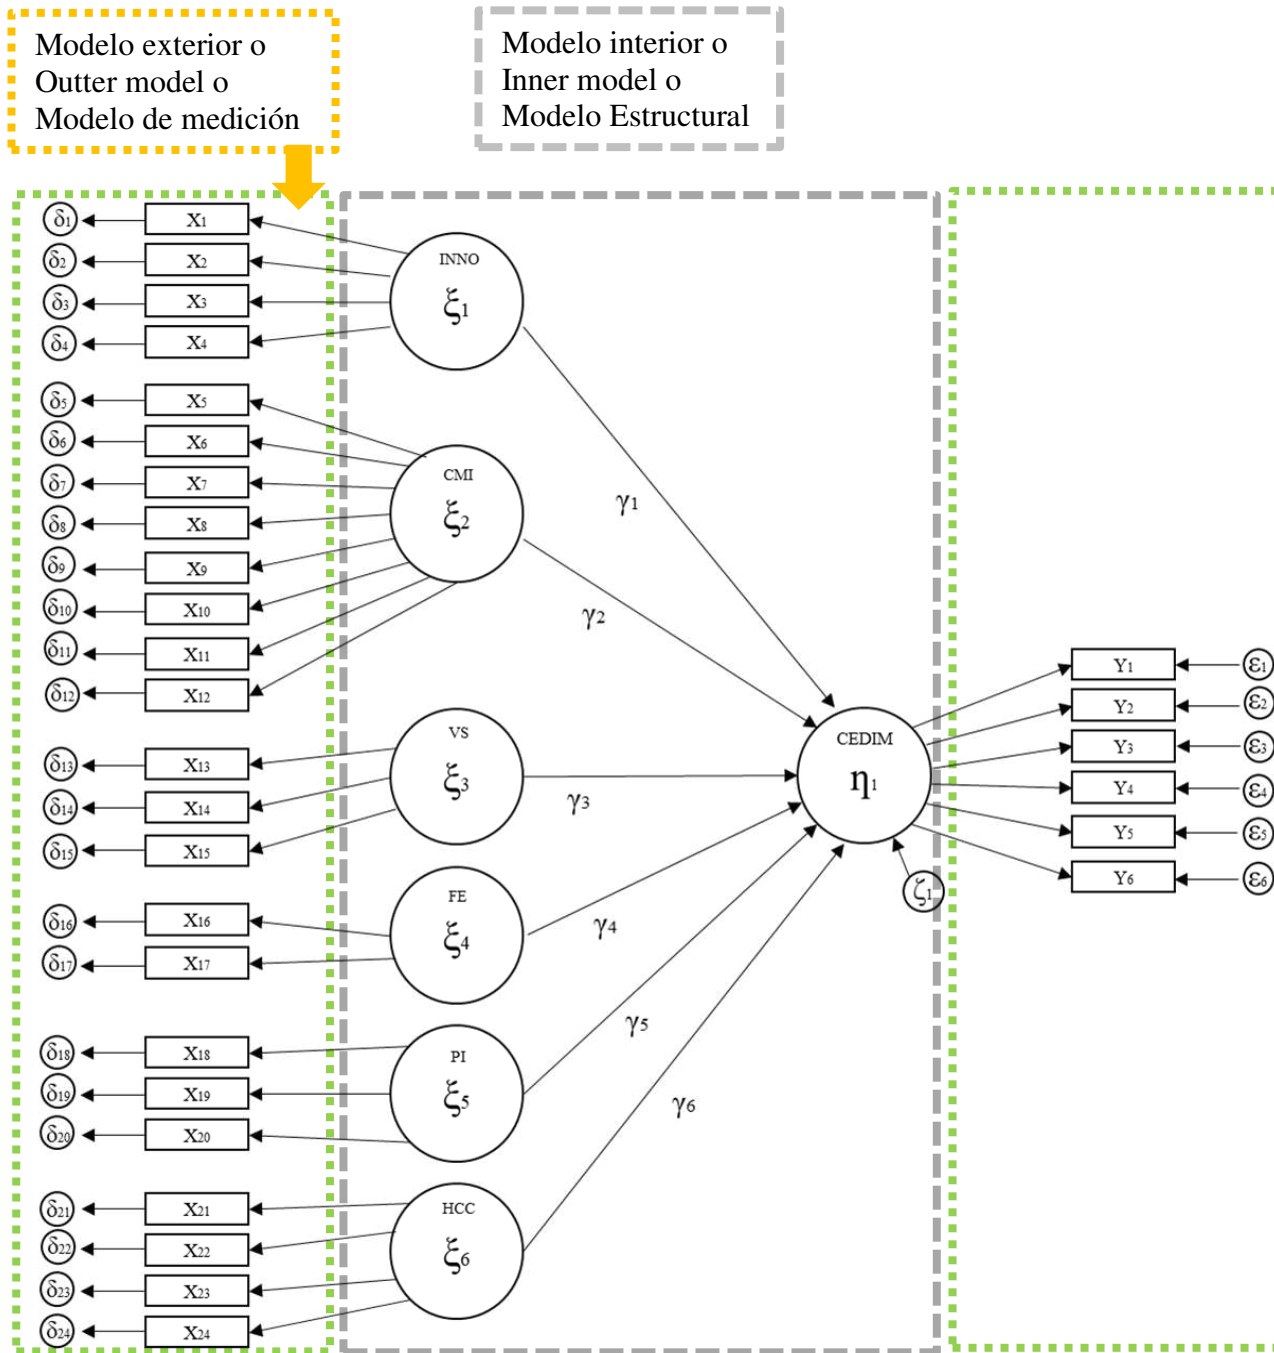 Modelo exterior o
Outter model o
Modelo de medición
Modelo interior o
Inner model o
Modelo Estructural
δ1 X1
δ2 X2
δ3 X3
δ4 X4
INNO
ξ1
δ5 X5
δ6 X6
δ7 X7
δ8 X8
δ9 X9
δ10 X10
δ11 X11
δ12 X12
CMI
ξ2
γ1
γ2
δ13 X13
δ14 X14
δ15 X15
VS
ξ3
γ3
CEDIM
η1
ζ1
Y1 ε1
Y2 ε2
Y3 ε3
Y4 ε4
Y5 ε5
Y6 ε6
δ16 X16
δ17 X17
FE
ξ4
γ4
δ18 X18
δ19 X19
δ20 X20
PI
ξ5
γ5
γ6
δ21 X21
δ22 X22
δ23 X23
δ24 X24
HCC
ξ6